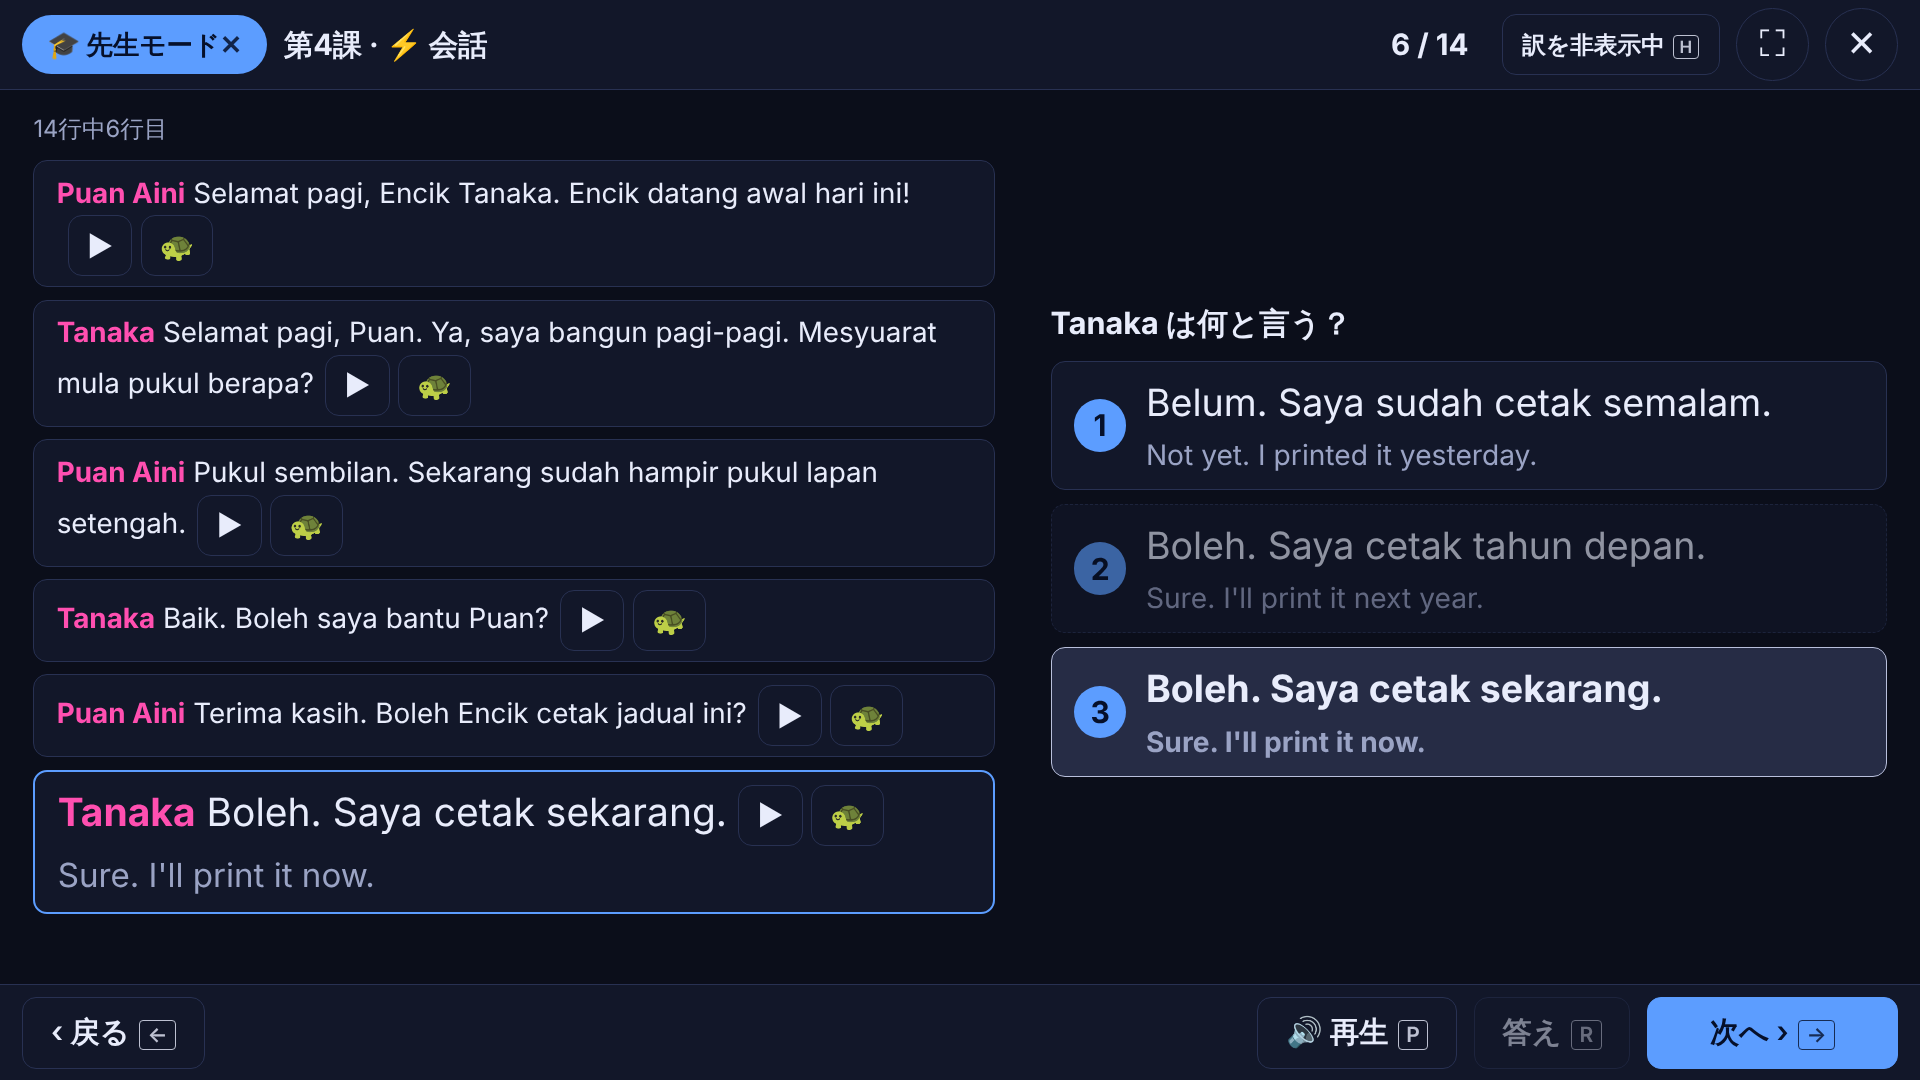 🎓 先生モード✕
第4課 · ⚡ 会話
6 / 14
訳を非表示中 H
✕
14行中6行目
Puan Aini Selamat pagi, Encik Tanaka. Encik datang awal hari ini!
Tanaka Selamat pagi, Puan. Ya, saya bangun pagi-pagi. Mesyuarat
mula pukul berapa?
Puan Aini Pukul sembilan. Sekarang sudah hampir pukul lapan
setengah.
Tanaka Baik. Boleh saya bantu Puan?
Puan Aini Terima kasih. Boleh Encik cetak jadual ini?
Tanaka Boleh. Saya cetak sekarang.
Sure. I'll print it now.
Tanaka は何と言う？
1
Belum. Saya sudah cetak semalam.
Not yet. I printed it yesterday.
2
Boleh. Saya cetak tahun depan.
Sure. I'll print it next year.
3
Boleh. Saya cetak sekarang.
Sure. I'll print it now.
‹ 戻る ←
🔊 再生 P
答え R
次へ › →